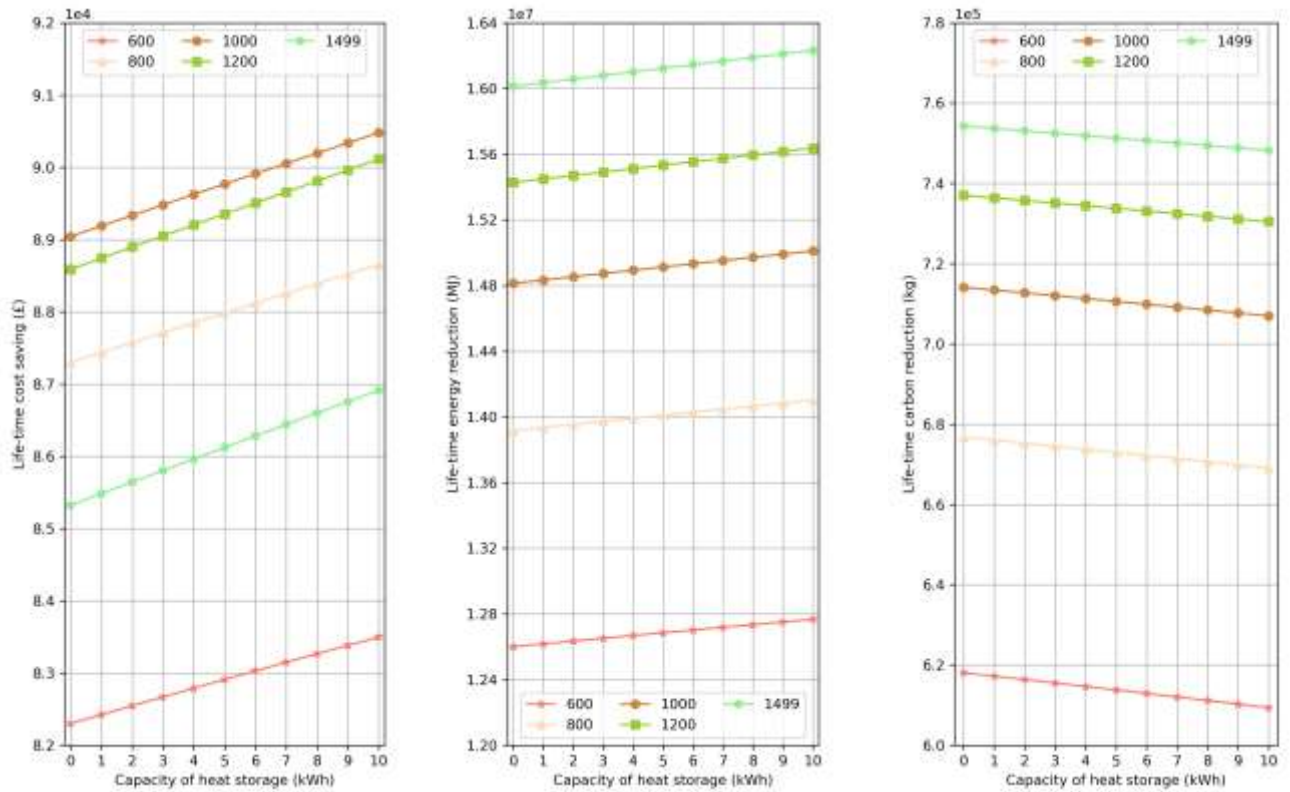 1e4
9.2
9.1
9.0
8.9
8.8
8.7
8.6
8.5
8.4
8.3
8.2
Life-time cost saving (£)
600 1000 1499
800 1200
0 1 2 3 4 5 6 7 8 9 10
Capacity of heat storage (kWh)
1e7
1.64
1.60
1.56
1.52
1.48
1.44
1.40
1.36
1.32
1.28
1.24
1.20
Life-time energy reduction (MJ)
600 1000 1499
800 1200
0 1 2 3 4 5 6 7 8 9 10
Capacity of heat storage (kWh)
1e5
7.8
7.6
7.4
7.2
7.0
6.8
6.6
6.4
6.2
6.0
Life-time carbon reduction (kg)
600 1000 1499
800 1200
0 1 2 3 4 5 6 7 8 9 10
Capacity of heat storage (kWh)